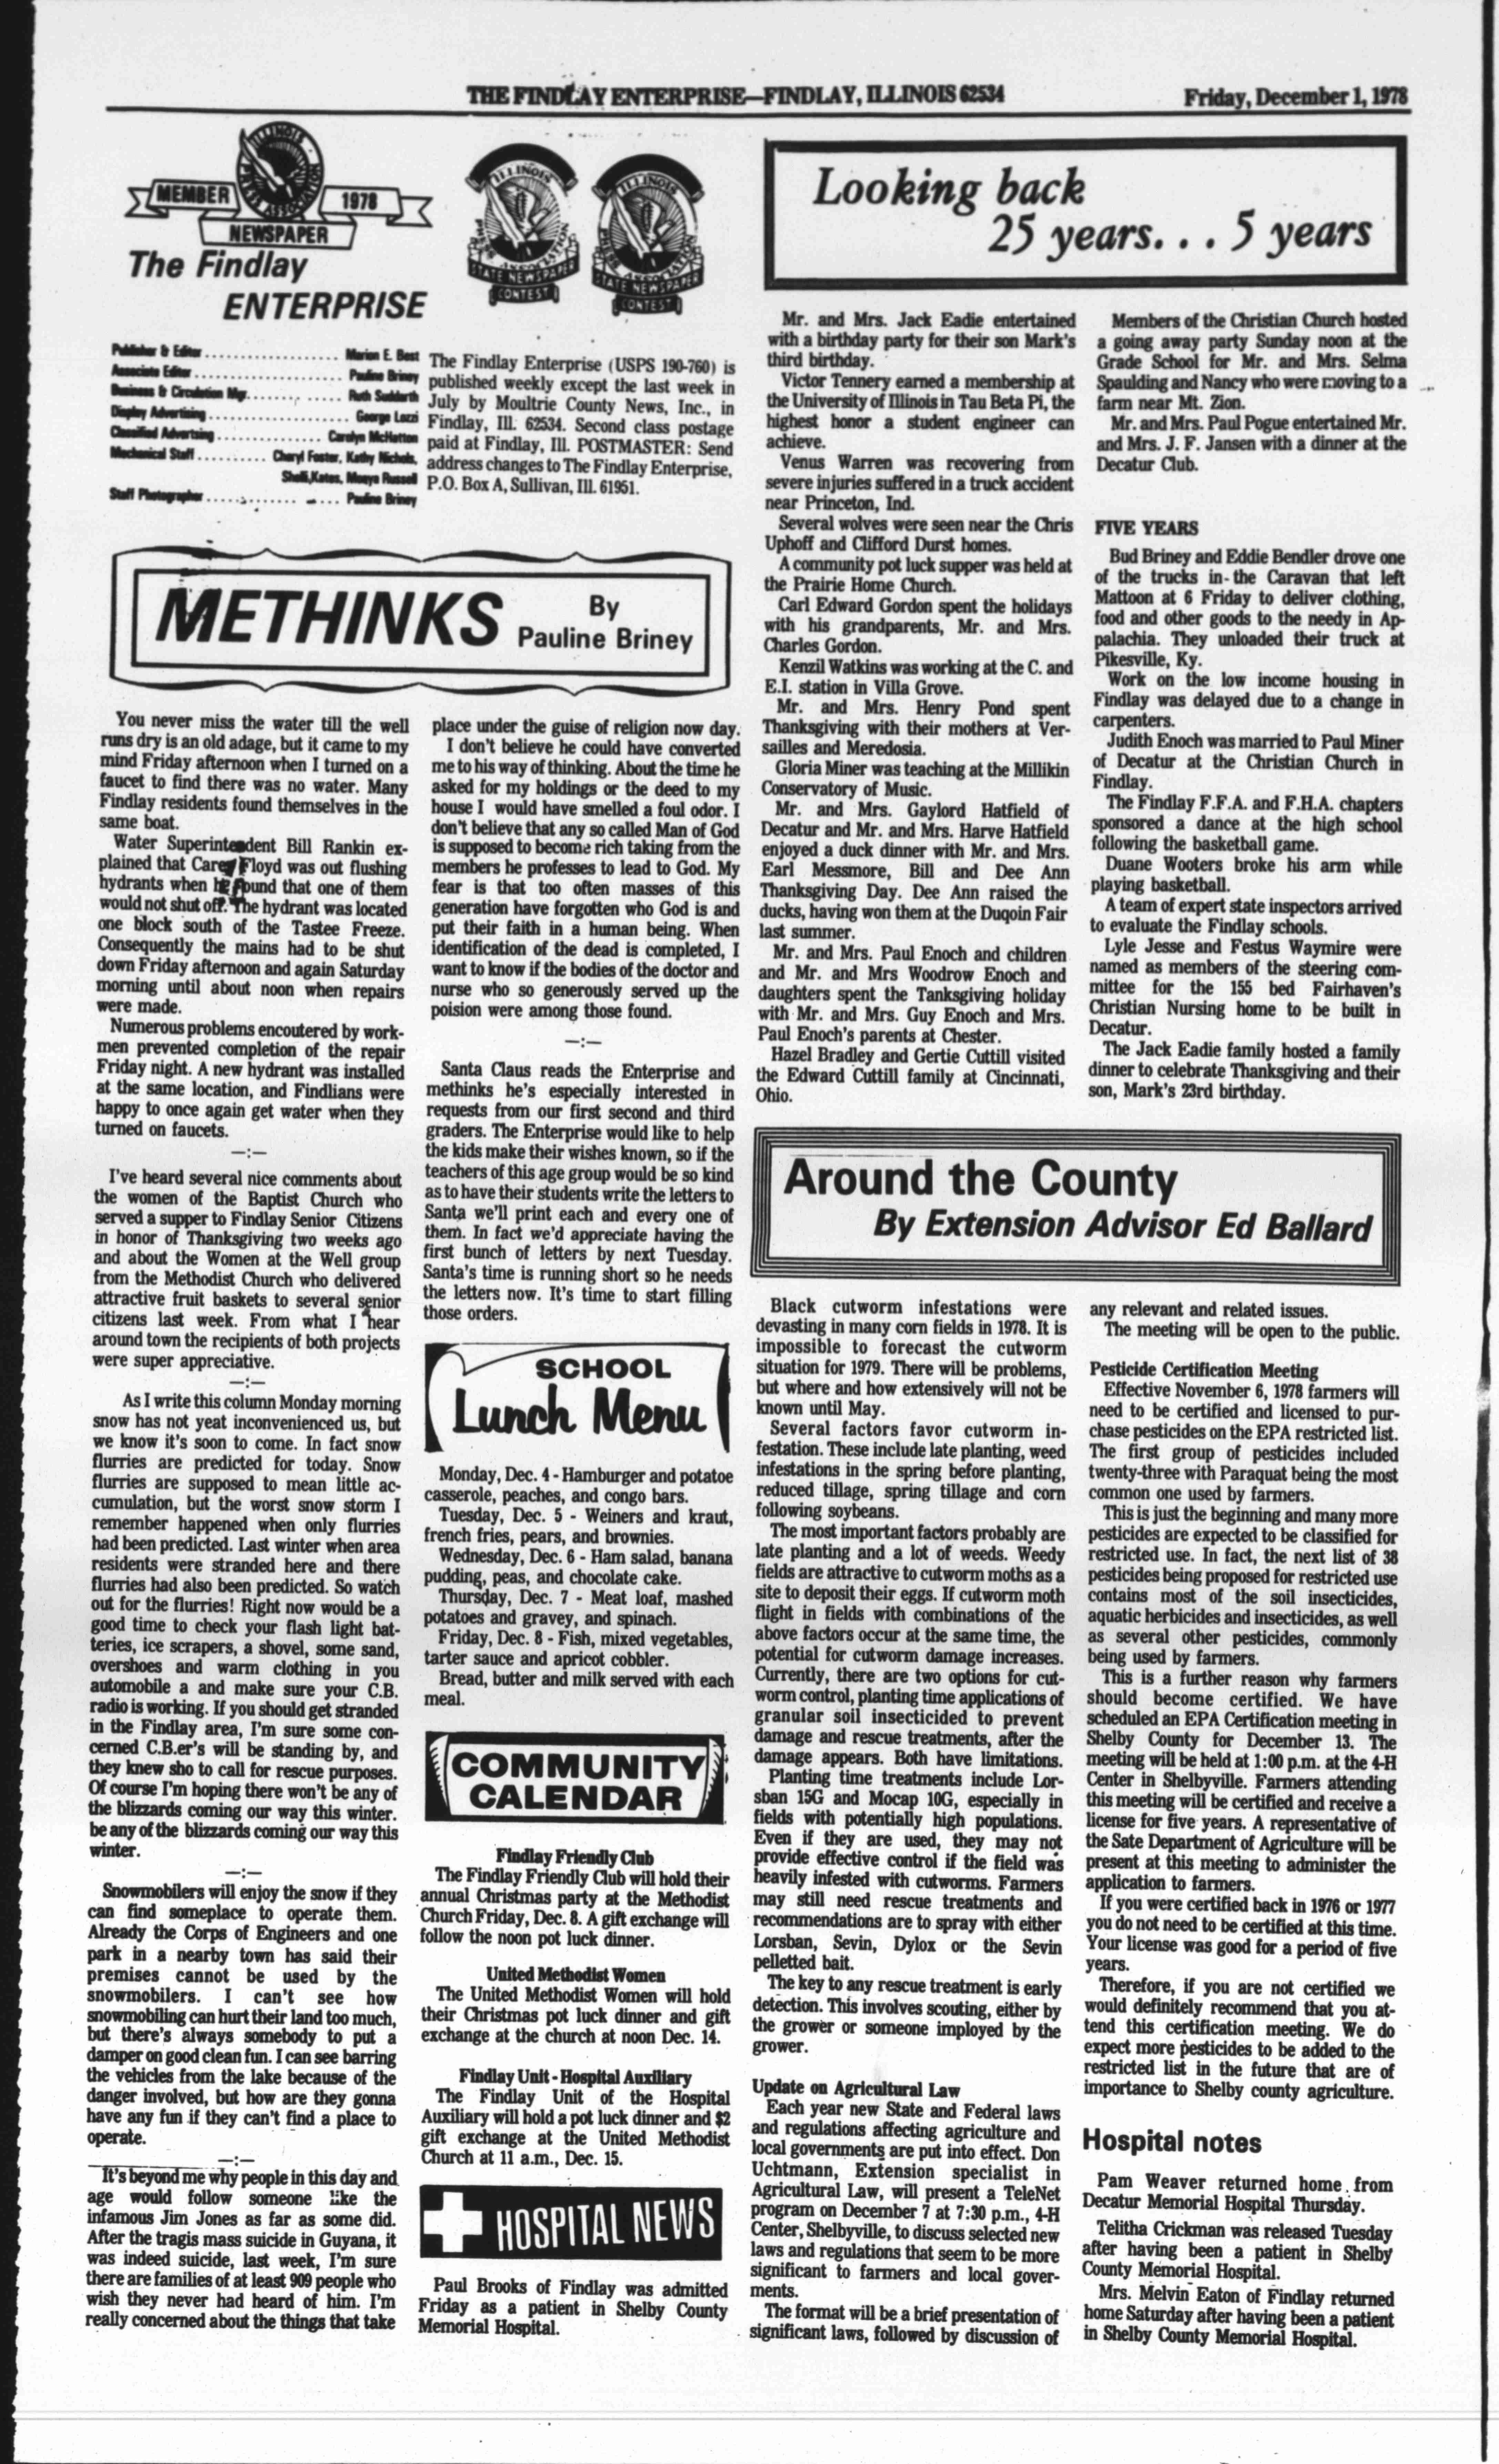 THE FINDLAY ENTERPRISE—FINDLAY, ILLINOIS 62534
Friday, December 1, 1978
ILLINOIS
PRESS ASSOCIATION
MEMBER
1978
NEWSPAPER
The Findlay
ENTERPRISE
ILLINOIS
PRESS ASSOCIATION
STATE NEWSPAPER
CONTEST
ILLINOIS
PRESS ASSOCIATION
STATE NEWSPAPER
CONTEST
Publisher & Editor .................. Marion E. Best
Associate Editor .................... Pauline Briney
Business & Circulation Mgr. ......... Ruth Suddarth
Display Advertising ................. George Lazzi
Classified Advertsing ............... Carolyn McHatton
Mechanical Staff .......... Cheryl Foster, Kathy Nichols,
Shelli Kates, Monya Russell
Staff Photographer .................. Pauline Briney
The Findlay Enterprise (USPS 190-760) is
published weekly except the last week in
July by Moultrie County News, Inc., in
Findlay, Ill. 62534. Second class postage
paid at Findlay, Ill. POSTMASTER: Send
address changes to The Findlay Enterprise,
P.O. Box A, Sullivan, Ill. 61951.
METHINKS
By
Pauline Briney
You never miss the water till the well
runs dry is an old adage, but it came to my
mind Friday afternoon when I turned on a
faucet to find there was no water. Many
Findlay residents found themselves in the
same boat.
Water Superintendent Bill Rankin ex-
plained that Carey Floyd was out flushing
hydrants when he found that one of them
would not shut off. The hydrant was located
one block south of the Tastee Freeze.
Consequently the mains had to be shut
down Friday afternoon and again Saturday
morning until about noon when repairs
were made.
Numerous problems encoutered by work-
men prevented completion of the repair
Friday night. A new hydrant was installed
at the same location, and Findlians were
happy to once again get water when they
turned on faucets.
—:—
I've heard several nice comments about
the women of the Baptist Church who
served a supper to Findlay Senior Citizens
in honor of Thanksgiving two weeks ago
and about the Women at the Well group
from the Methodist Church who delivered
attractive fruit baskets to several senior
citizens last week. From what I hear
around town the recipients of both projects
were super appreciative.
—:—
As I write this column Monday morning
snow has not yeat inconvenienced us, but
we know it's soon to come. In fact snow
flurries are predicted for today. Snow
flurries are supposed to mean little ac-
cumulation, but the worst snow storm I
remember happened when only flurries
had been predicted. Last winter when area
residents were stranded here and there
flurries had also been predicted. So watch
out for the flurries! Right now would be a
good time to check your flash light bat-
teries, ice scrapers, a shovel, some sand,
overshoes and warm clothing in you
automobile a and make sure your C.B.
radio is working. If you should get stranded
in the Findlay area, I'm sure some con-
cerned C.B.er's will be standing by, and
they knew sho to call for rescue purposes.
Of course I'm hoping there won't be any of
the blizzards coming our way this winter.
be any of the blizzards coming our way this
winter.
—:—
Snowmobilers will enjoy the snow if they
can find someplace to operate them.
Already the Corps of Engineers and one
park in a nearby town has said their
premises cannot be used by the
snowmobilers. I can't see how
snowmobiling can hurt their land too much,
but there's always somebody to put a
damper on good clean fun. I can see barring
the vehicles from the lake because of the
danger involved, but how are they gonna
have any fun if they can't find a place to
operate.
—:—
It's beyond me why people in this day and
age would follow someone like the
infamous Jim Jones as far as some did.
After the tragis mass suicide in Guyana, it
was indeed suicide, last week, I'm sure
there are families of at least 909 people who
wish they never had heard of him. I'm
really concerned about the things that take
place under the guise of religion now day.
I don't believe he could have converted
me to his way of thinking. About the time he
asked for my holdings or the deed to my
house I would have smelled a foul odor. I
don't believe that any so called Man of God
is supposed to become rich taking from the
members he professes to lead to God. My
fear is that too often masses of this
generation have forgotten who God is and
put their faith in a human being. When
identification of the dead is completed, I
want to know if the bodies of the doctor and
nurse who so generously served up the
poision were among those found.
—:—
Santa Claus reads the Enterprise and
methinks he's especially interested in
requests from our first second and third
graders. The Enterprise would like to help
the kids make their wishes known, so if the
teachers of this age group would be so kind
as to have their students write the letters to
Santa we'll print each and every one of
them. In fact we'd appreciate having the
first bunch of letters by next Tuesday.
Santa's time is running short so he needs
the letters now. It's time to start filling
those orders.
SCHOOL
Lunch Menu
Monday, Dec. 4 - Hamburger and potatoe
casserole, peaches, and congo bars.
Tuesday, Dec. 5 - Weiners and kraut,
french fries, pears, and brownies.
Wednesday, Dec. 6 - Ham salad, banana
pudding, peas, and chocolate cake.
Thursday, Dec. 7 - Meat loaf, mashed
potatoes and gravey, and spinach.
Friday, Dec. 8 - Fish, mixed vegetables,
tarter sauce and apricot cobbler.
Bread, butter and milk served with each
meal.
COMMUNITY
CALENDAR
Findlay Friendly Club
The Findlay Friendly Club will hold their
annual Christmas party at the Methodist
Church Friday, Dec. 8. A gift exchange will
follow the noon pot luck dinner.
United Methodist Women
The United Methodist Women will hold
their Christmas pot luck dinner and gift
exchange at the church at noon Dec. 14.
Findlay Unit - Hospital Auxiliary
The Findlay Unit of the Hospital
Auxiliary will hold a pot luck dinner and $2
gift exchange at the United Methodist
Church at 11 a.m., Dec. 15.
HOSPITAL NEWS
Paul Brooks of Findlay was admitted
Friday as a patient in Shelby County
Memorial Hospital.
Looking back
25 years. . . 5 years
Mr. and Mrs. Jack Eadie entertained
with a birthday party for their son Mark's
third birthday.
Victor Tennery earned a membership at
the University of Illinois in Tau Beta Pi, the
highest honor a student engineer can
achieve.
Venus Warren was recovering from
severe injuries suffered in a truck accident
near Princeton, Ind.
Several wolves were seen near the Chris
Uphoff and Clifford Durst homes.
A community pot luck supper was held at
the Prairie Home Church.
Carl Edward Gordon spent the holidays
with his grandparents, Mr. and Mrs.
Charles Gordon.
Kenzil Watkins was working at the C. and
E.I. station in Villa Grove.
Mr. and Mrs. Henry Pond spent
Thanksgiving with their mothers at Ver-
sailles and Meredosia.
Gloria Miner was teaching at the Millikin
Conservatory of Music.
Mr. and Mrs. Gaylord Hatfield of
Decatur and Mr. and Mrs. Harve Hatfield
enjoyed a duck dinner with Mr. and Mrs.
Earl Messmore, Bill and Dee Ann
Thanksgiving Day. Dee Ann raised the
ducks, having won them at the Duqoin Fair
last summer.
Mr. and Mrs. Paul Enoch and children
and Mr. and Mrs Woodrow Enoch and
daughters spent the Tanksgiving holiday
with Mr. and Mrs. Guy Enoch and Mrs.
Paul Enoch's parents at Chester.
Hazel Bradley and Gertie Cuttill visited
the Edward Cuttill family at Cincinnati,
Ohio.
Members of the Christian Church hosted
a going away party Sunday noon at the
Grade School for Mr. and Mrs. Selma
Spaulding and Nancy who were moving to a
farm near Mt. Zion.
Mr. and Mrs. Paul Pogue entertained Mr.
and Mrs. J. F. Jansen with a dinner at the
Decatur Club.
FIVE YEARS
Bud Briney and Eddie Bendler drove one
of the trucks in the Caravan that left
Mattoon at 6 Friday to deliver clothing,
food and other goods to the needy in Ap-
palachia. They unloaded their truck at
Pikesville, Ky.
Work on the low income housing in
Findlay was delayed due to a change in
carpenters.
Judith Enoch was married to Paul Miner
of Decatur at the Christian Church in
Findlay.
The Findlay F.F.A. and F.H.A. chapters
sponsored a dance at the high school
following the basketball game.
Duane Wooters broke his arm while
playing basketball.
A team of expert state inspectors arrived
to evaluate the Findlay schools.
Lyle Jesse and Festus Waymire were
named as members of the steering com-
mittee for the 155 bed Fairhaven's
Christian Nursing home to be built in
Decatur.
The Jack Eadie family hosted a family
dinner to celebrate Thanksgiving and their
son, Mark's 23rd birthday.
Around the County
By Extension Advisor Ed Ballard
Black cutworm infestations were
devasting in many corn fields in 1978. It is
impossible to forecast the cutworm
situation for 1979. There will be problems,
but where and how extensively will not be
known until May.
Several factors favor cutworm in-
festation. These include late planting, weed
infestations in the spring before planting,
reduced tillage, spring tillage and corn
following soybeans.
The most important factors probably are
late planting and a lot of weeds. Weedy
fields are attractive to cutworm moths as a
site to deposit their eggs. If cutworm moth
flight in fields with combinations of the
above factors occur at the same time, the
potential for cutworm damage increases.
Currently, there are two options for cut-
worm control, planting time applications of
granular soil insecticided to prevent
damage and rescue treatments, after the
damage appears. Both have limitations.
Planting time treatments include Lor-
sban 15G and Mocap 10G, especially in
fields with potentially high populations.
Even if they are used, they may not
provide effective control if the field was
heavily infested with cutworms. Farmers
may still need rescue treatments and
recommendations are to spray with either
Lorsban, Sevin, Dylox or the Sevin
pelletted bait.
The key to any rescue treatment is early
detection. This involves scouting, either by
the grower or someone imployed by the
grower.
Update on Agricultural Law
Each year new State and Federal laws
and regulations affecting agriculture and
local governments are put into effect. Don
Uchtmann, Extension specialist in
Agricultural Law, will present a TeleNet
program on December 7 at 7:30 p.m., 4-H
Center, Shelbyville, to discuss selected new
laws and regulations that seem to be more
significant to farmers and local gover-
ments.
The format will be a brief presentation of
significant laws, followed by discussion of
any relevant and related issues.
The meeting will be open to the public.
Pesticide Certification Meeting
Effective November 6, 1978 farmers will
need to be certified and licensed to pur-
chase pesticides on the EPA restricted list.
The first group of pesticides included
twenty-three with Paraquat being the most
common one used by farmers.
This is just the beginning and many more
pesticides are expected to be classified for
restricted use. In fact, the next list of 38
pesticides being proposed for restricted use
contains most of the soil insecticides,
aquatic herbicides and insecticides, as well
as several other pesticides, commonly
being used by farmers.
This is a further reason why farmers
should become certified. We have
scheduled an EPA Certification meeting in
Shelby County for December 13. The
meeting will be held at 1:00 p.m. at the 4-H
Center in Shelbyville. Farmers attending
this meeting will be certified and receive a
license for five years. A representative of
the Sate Department of Agriculture will be
present at this meeting to administer the
application to farmers.
If you were certified back in 1976 or 1977
you do not need to be certified at this time.
Your license was good for a period of five
years.
Therefore, if you are not certified we
would definitely recommend that you at-
tend this certification meeting. We do
expect more pesticides to be added to the
restricted list in the future that are of
importance to Shelby county agriculture.
Hospital notes
Pam Weaver returned home from
Decatur Memorial Hospital Thursday.
Telitha Crickman was released Tuesday
after having been a patient in Shelby
County Memorial Hospital.
Mrs. Melvin Eaton of Findlay returned
home Saturday after having been a patient
in Shelby County Memorial Hospital.